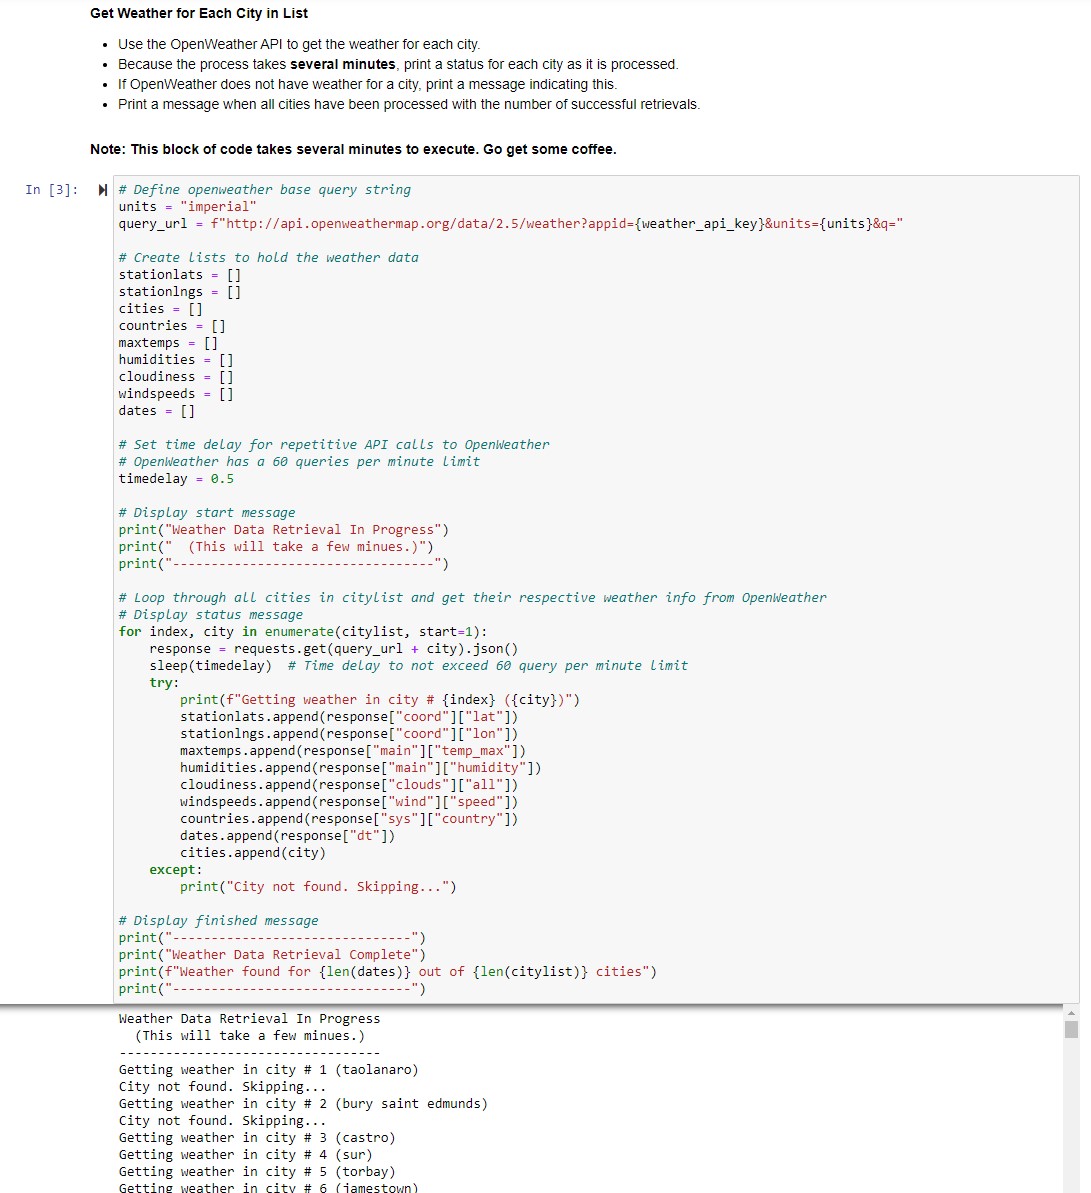 Get Weather for Each City in List
• Use the OpenWeather API to get the weather for each city.
• Because the process takes several minutes, print a status for each city as it is processed.
• If OpenWeather does not have weather for a city, print a message indicating this.
• Print a message when all cities have been processed with the number of successful retrievals.
Note: This block of code takes several minutes to execute. Go get some coffee.
In [3]:
# Define openweather base query string
units = "imperial"
query_url = f"http://api.openweathermap.org/data/2.5/weather?appid={weather_api_key}&units={units}&q="
# Create lists to hold the weather data
stationlats = []
stationlngs = []
cities = []
countries = []
maxtemps = []
humidities = []
cloudiness = []
windspeeds = []
dates = []
# Set time delay for repetitive API calls to OpenWeather
# OpenWeather has a 60 queries per minute limit
timedelay = 0.5
# Display start message
print("Weather Data Retrieval In Progress")
print("  (This will take a few minues.)")
print("----------------------------------")
# Loop through all cities in citylist and get their respective weather info from OpenWeather
# Display status message
for index, city in enumerate(citylist, start=1):
    response = requests.get(query_url + city).json()
    sleep(timedelay)  # Time delay to not exceed 60 query per minute limit
    try:
        print(f"Getting weather in city # {index} ({city})")
        stationlats.append(response["coord"]["lat"])
        stationlngs.append(response["coord"]["lon"])
        maxtemps.append(response["main"]["temp_max"])
        humidities.append(response["main"]["humidity"])
        cloudiness.append(response["clouds"]["all"])
        windspeeds.append(response["wind"]["speed"])
        countries.append(response["sys"]["country"])
        dates.append(response["dt"])
        cities.append(city)
    except:
        print("City not found. Skipping...")
# Display finished message
print("-------------------------------")
print("Weather Data Retrieval Complete")
print(f"Weather found for {len(dates)} out of {len(citylist)} cities")
print("-------------------------------")
Weather Data Retrieval In Progress
  (This will take a few minues.)
----------------------------------
Getting weather in city # 1 (taolanaro)
City not found. Skipping...
Getting weather in city # 2 (bury saint edmunds)
City not found. Skipping...
Getting weather in city # 3 (castro)
Getting weather in city # 4 (sur)
Getting weather in city # 5 (torbay)
Getting weather in city # 6 (jamestown)